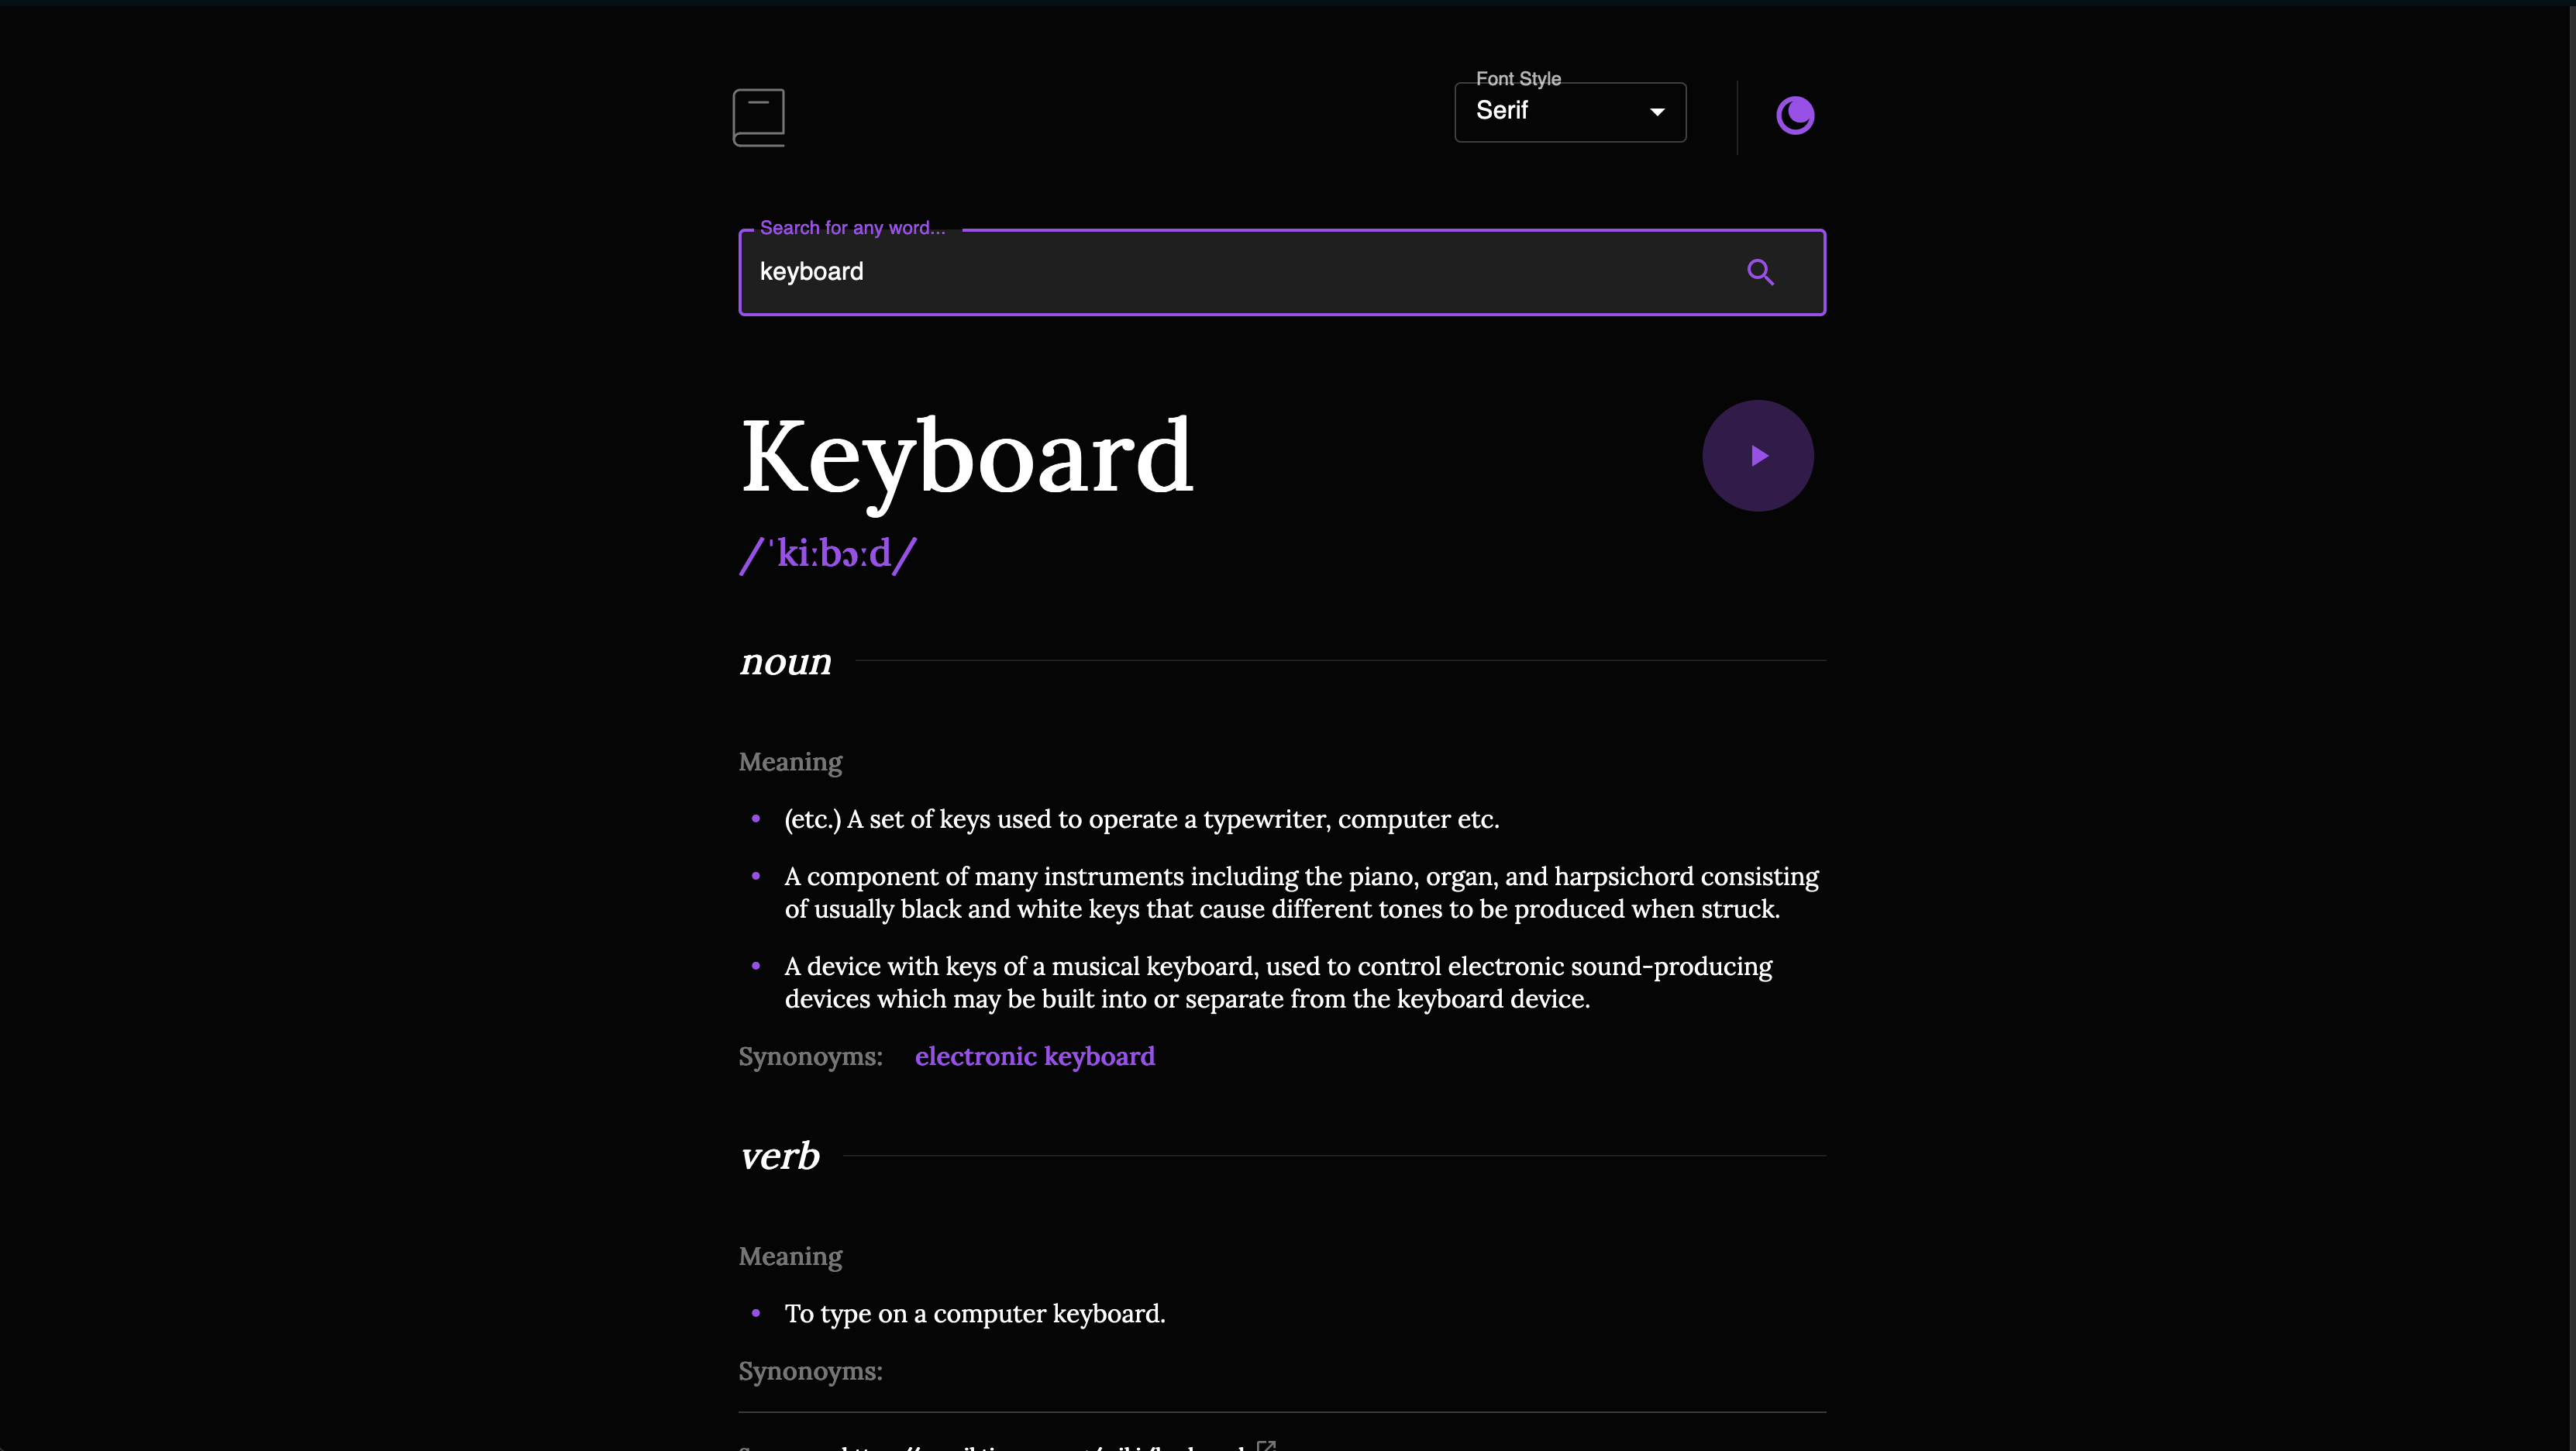 Font Style
Serif
Search for any word...
keyboard
Keyboard
/ˈkiːbɔːd/
noun
Meaning
(etc.) A set of keys used to operate a typewriter, computer etc.
A component of many instruments including the piano, organ, and harpsichord consisting
of usually black and white keys that cause different tones to be produced when struck.
A device with keys of a musical keyboard, used to control electronic sound-producing
devices which may be built into or separate from the keyboard device.
Synonoyms: electronic keyboard
verb
Meaning
To type on a computer keyboard.
Synonoyms: